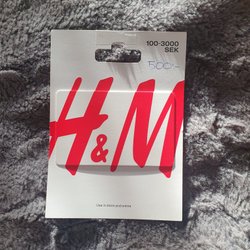 100-3000
SEK
500:-
H&M
Use in store and online